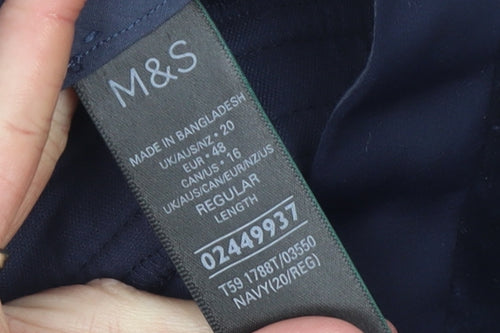 M&S
MADE IN BANGLADESH
UK/AUS/NZ • 20
EUR • 48
CAN/US • 16
UK/AUS/CAN/EUR/NZ/US
REGULAR
LENGTH
02449937
T59 1788T/03550
NAVY(20/REG)